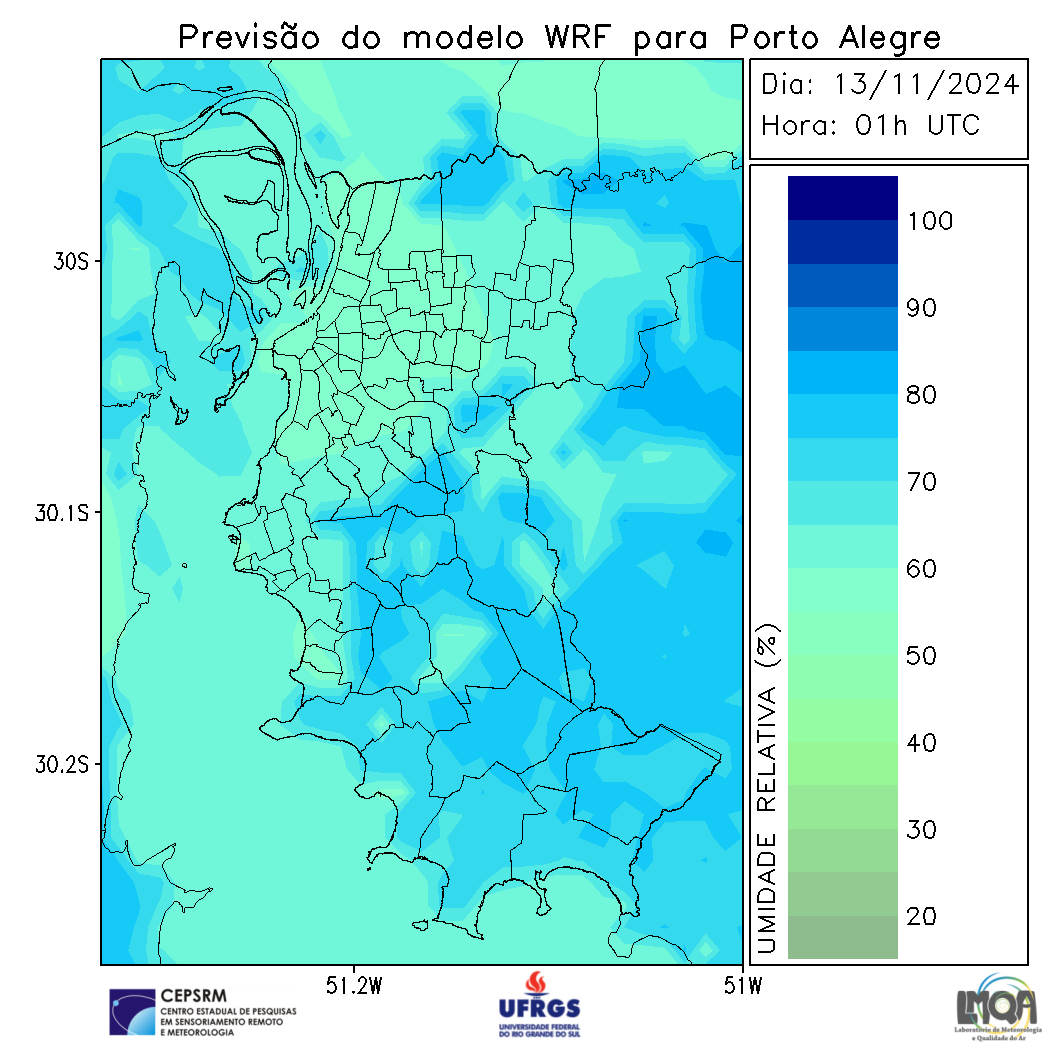 Previsão do modelo WRF para Porto Alegre
Dia: 13/11/2024
Hora: 01h UTC
30S
30.1S
30.2S
51.2W
51W
100
90
80
70
60
50
40
30
20
UMIDADE RELATIVA (%)
CEPSRM
CENTRO ESTADUAL DE PESQUISAS
EM SENSORIAMENTO REMOTO
E METEOROLOGIA
UFRGS
UNIVERSIDADE FEDERAL
DO RIO GRANDE DO SUL
LMQA
Laboratório de Meteorologia
e Qualidade do Ar